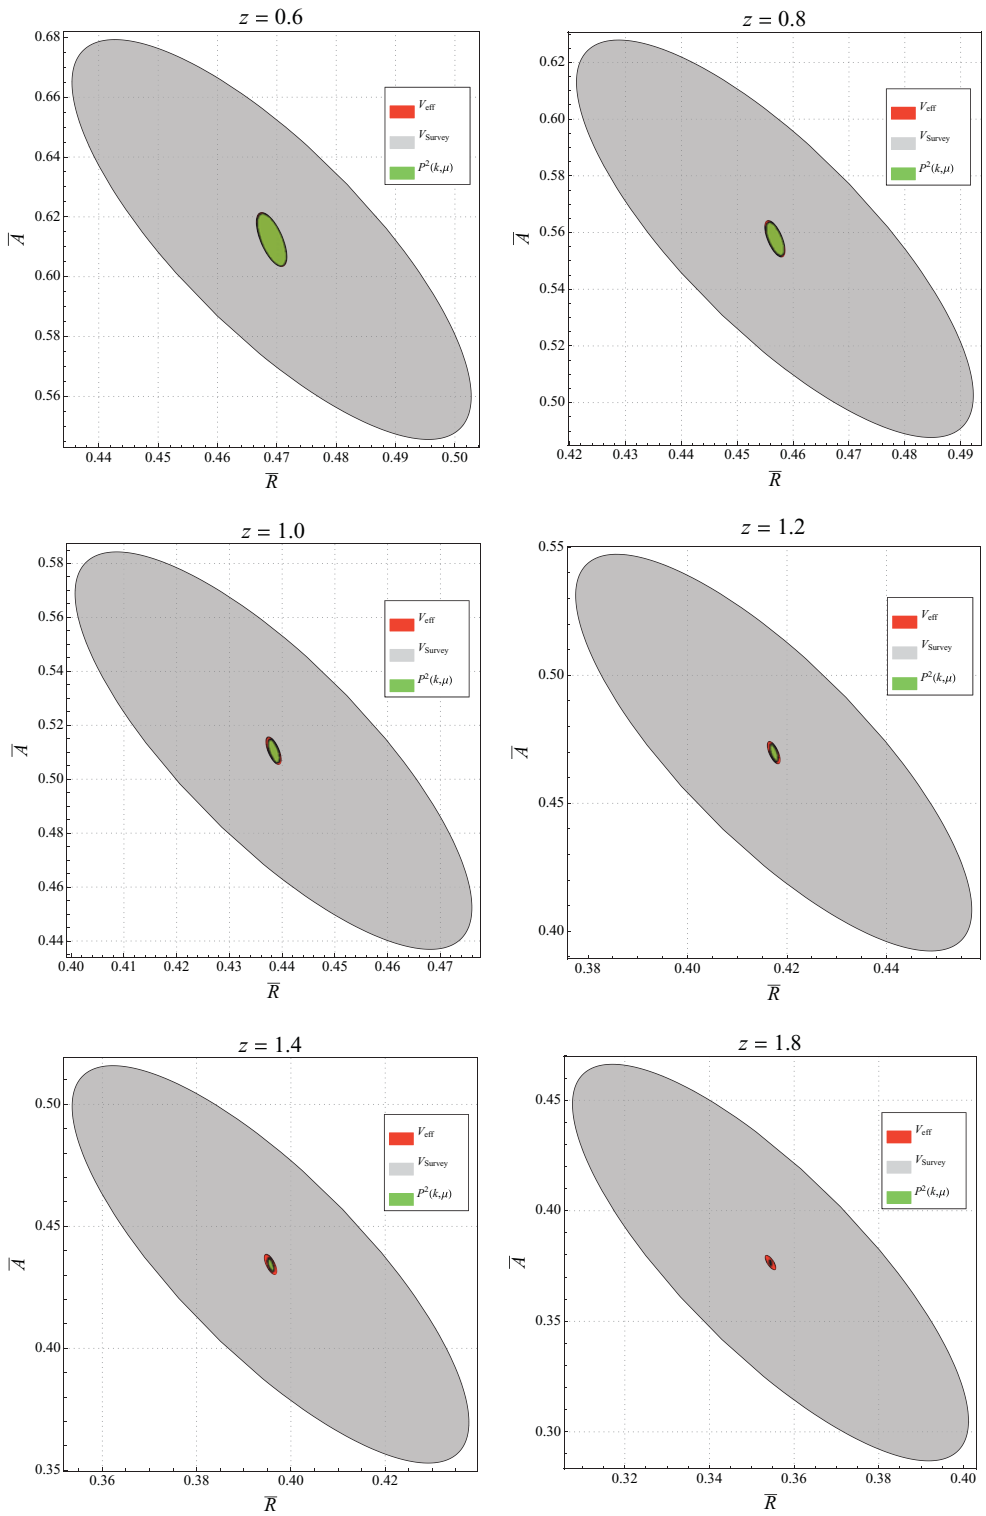 z = 0.6
0.68
0.66
0.64
0.62
0.60
0.58
0.56
A̅
V_eff
V_Survey
P²(k,μ)
0.44 0.45 0.46 0.47 0.48 0.49 0.50
R̅
z = 0.8
0.62
0.60
0.58
0.56
0.54
0.52
0.50
A̅
V_eff
V_Survey
P²(k,μ)
0.42 0.43 0.44 0.45 0.46 0.47 0.48 0.49
R̅
z = 1.0
0.58
0.56
0.54
0.52
0.50
0.48
0.46
0.44
A̅
V_eff
V_Survey
P²(k,μ)
0.40 0.41 0.42 0.43 0.44 0.45 0.46 0.47
R̅
z = 1.2
0.55
0.50
0.45
0.40
A̅
V_eff
V_Survey
P²(k,μ)
0.38 0.40 0.42 0.44
R̅
z = 1.4
0.50
0.45
0.40
0.35
A̅
V_eff
V_Survey
P²(k,μ)
0.36 0.38 0.40 0.42
R̅
z = 1.8
0.45
0.40
0.35
0.30
A̅
V_eff
V_Survey
P²(k,μ)
0.32 0.34 0.36 0.38 0.40
R̅